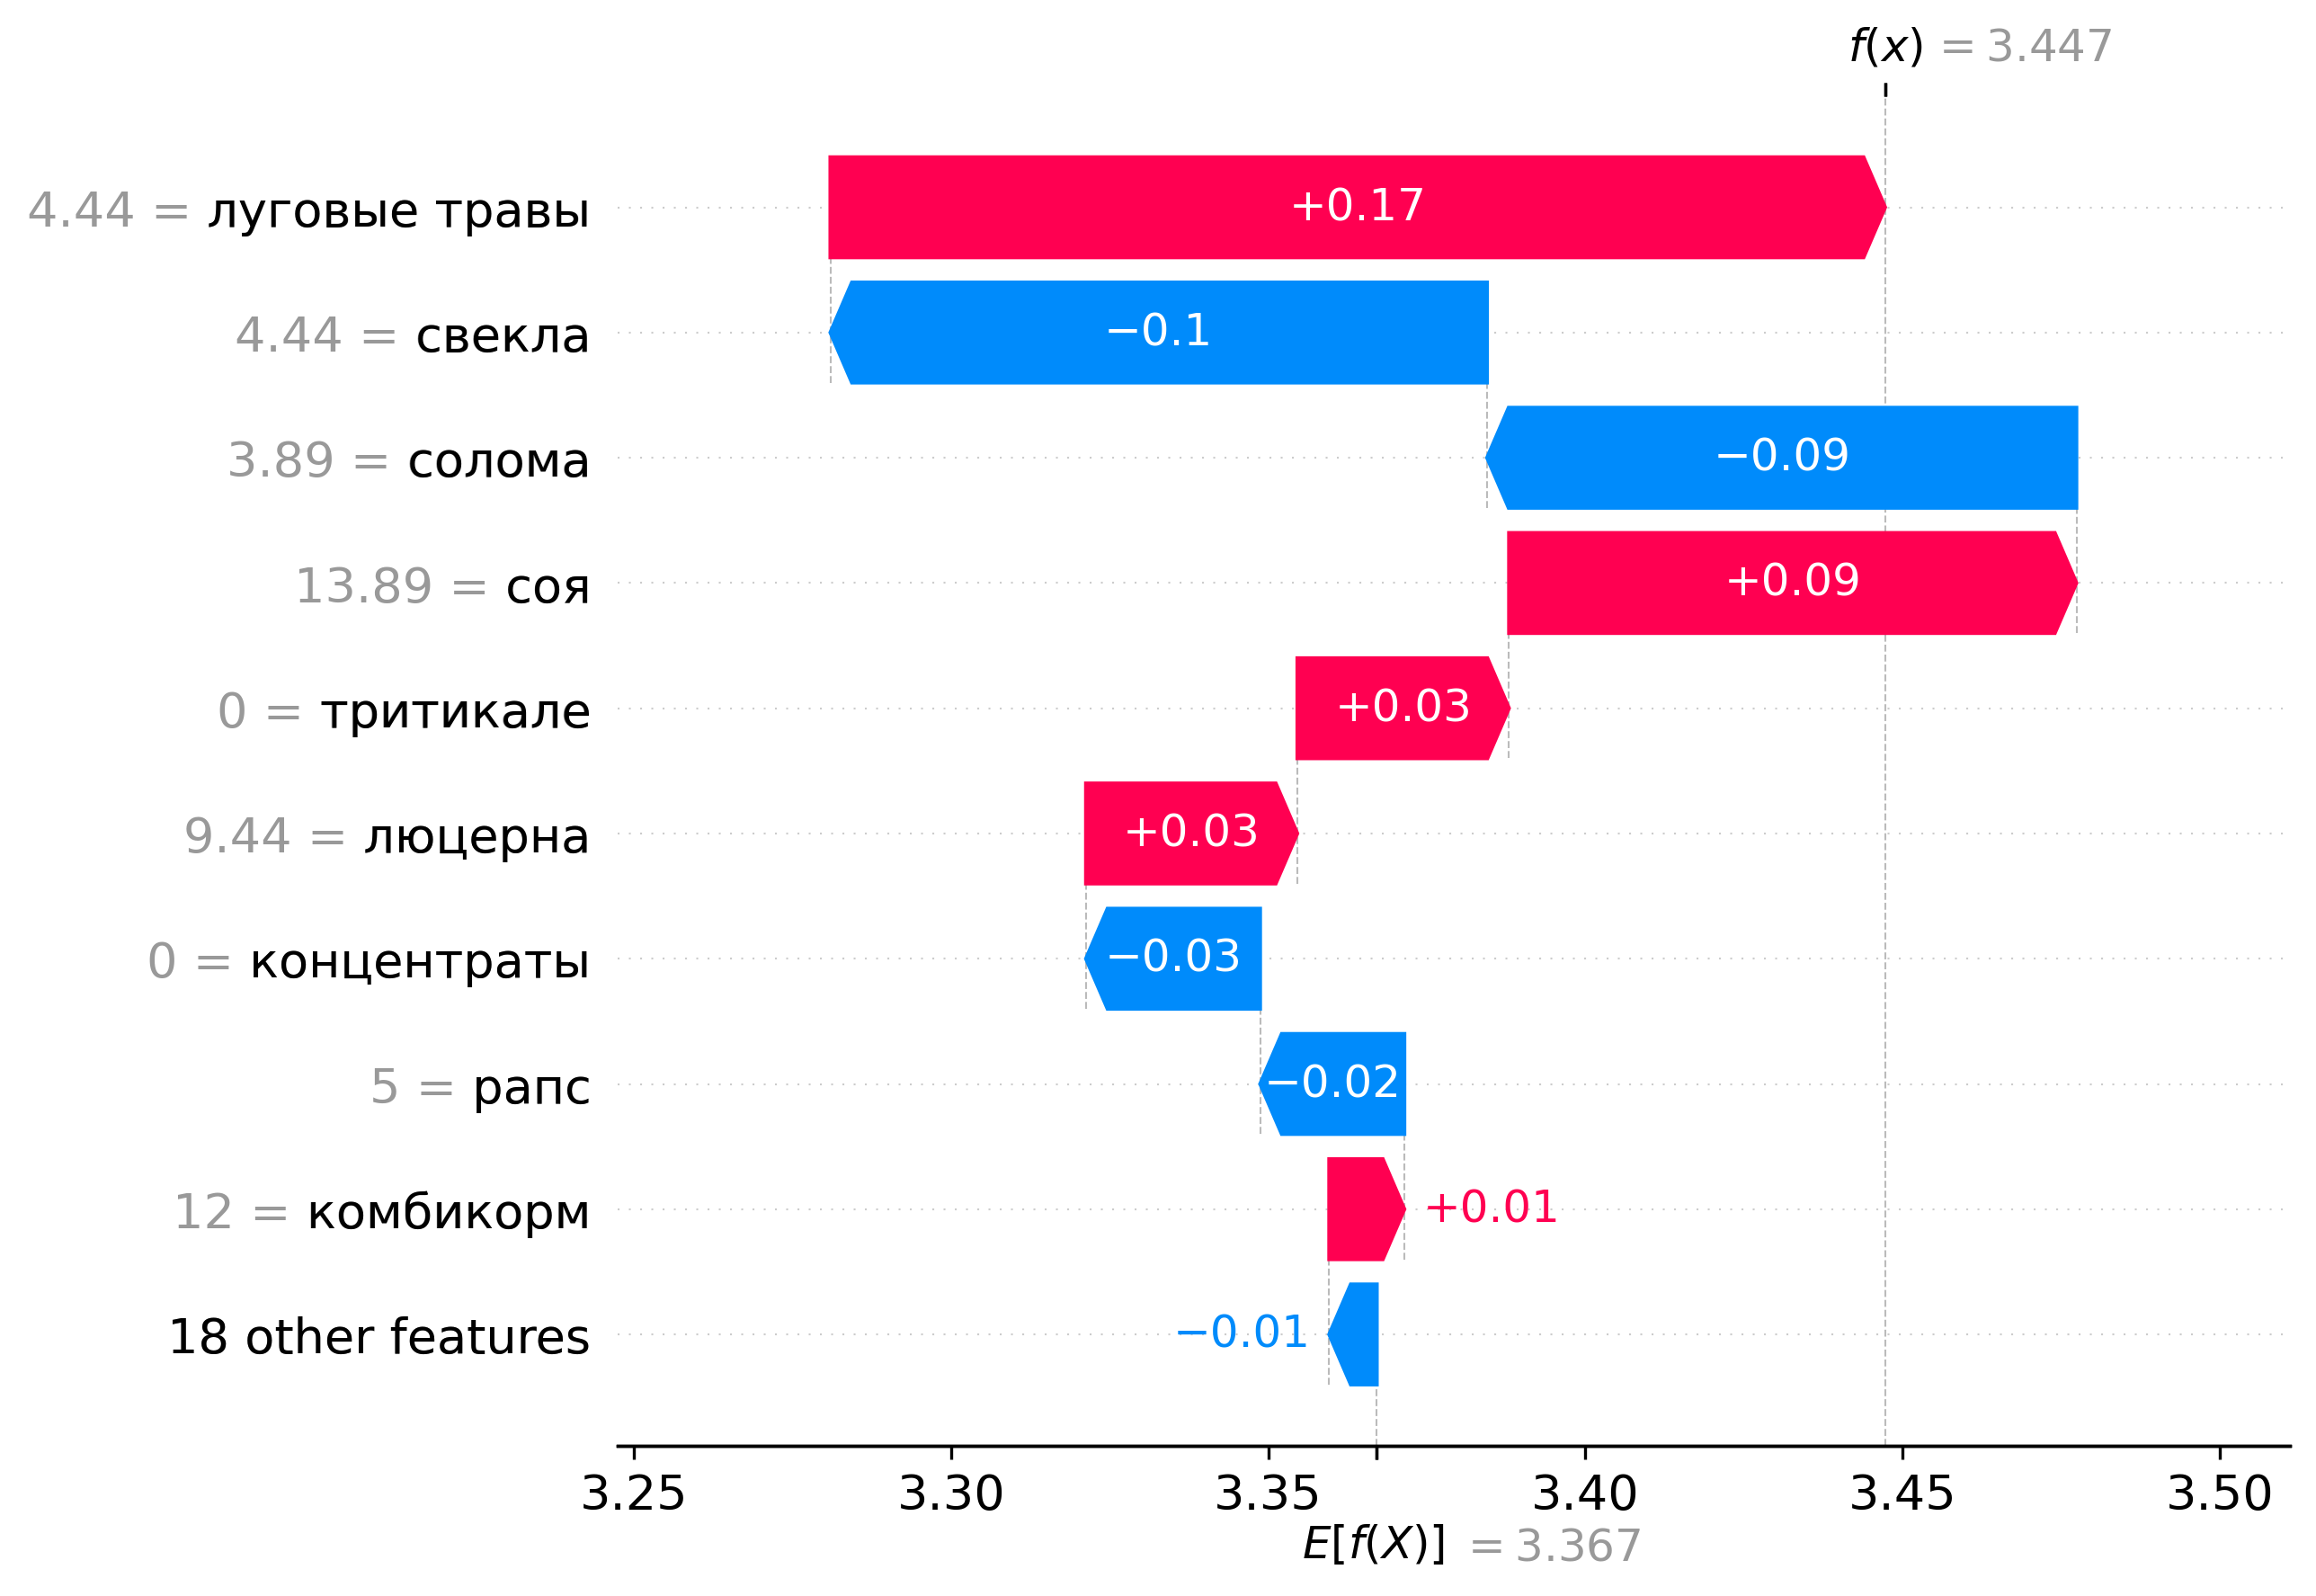 f(x) = 3.447
4.44 = луговые травы
+0.17
4.44 = свекла
−0.1
3.89 = солома
−0.09
13.89 = соя
+0.09
0 = тритикале
+0.03
9.44 = люцерна
+0.03
0 = концентраты
−0.03
5 = рапс
−0.02
12 = комбикорм
+0.01
18 other features
−0.01
3.25 3.30 3.35 3.40 3.45 3.50
E[f(X)] = 3.367